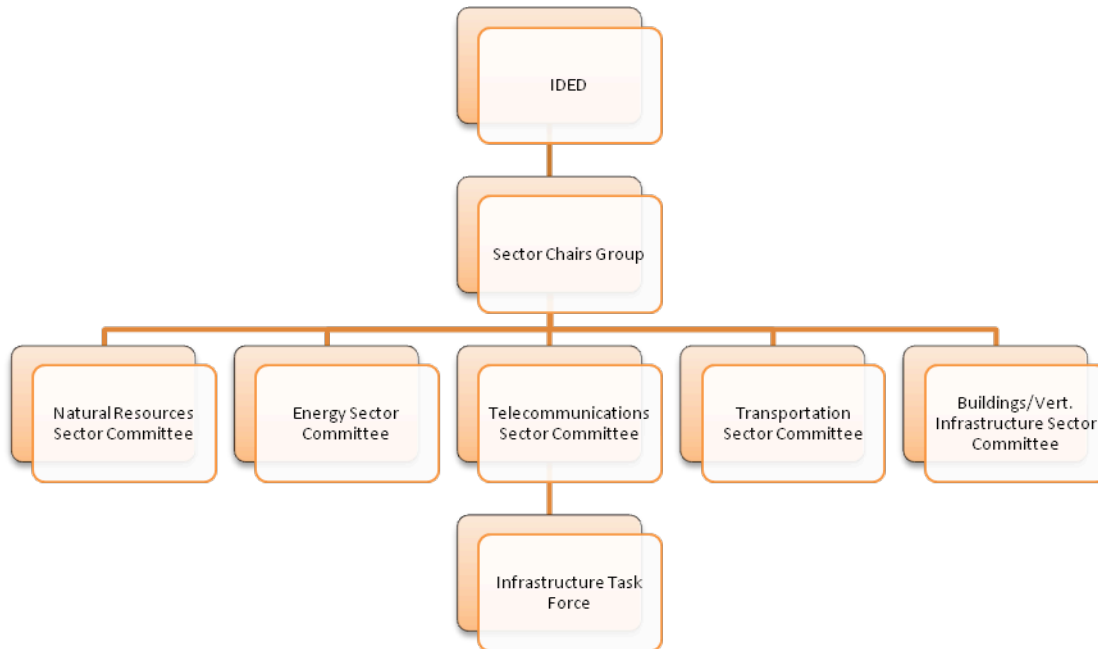 IDED
Sector Chairs Group
Natural Resources
Sector Committee
Energy Sector
Committee
Telecommunications
Sector Committee
Transportation
Sector Committee
Buildings/Vert.
Infrastructure Sector
Committee
Infrastructure Task
Force